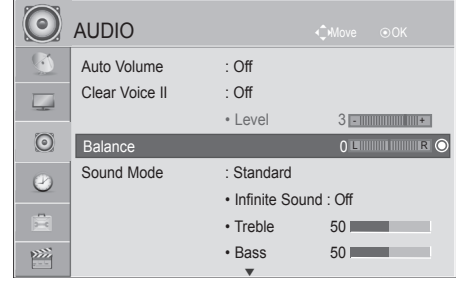 AUDIO Move OK
Auto Volume : Off
Clear Voice II : Off
• Level 3 - +
Balance 0 L R
Sound Mode : Standard
• Infinite Sound : Off
• Treble 50
• Bass 50